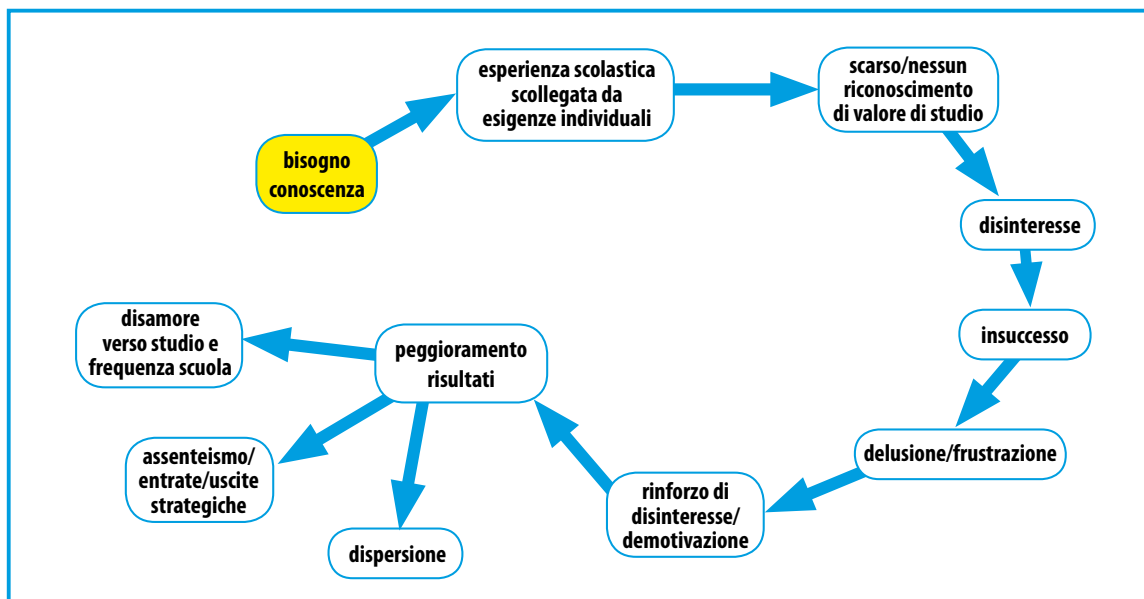 bisogno
conoscenza
esperienza scolastica
scollegata da
esigenze individuali
scarso/nessun
riconoscimento
di valore di studio
disinteresse
insuccesso
delusione/frustrazione
rinforzo di
disinteresse/
demotivazione
peggioramento
risultati
disamore
verso studio e
frequenza scuola
assenteismo/
entrate/uscite
strategiche
dispersione